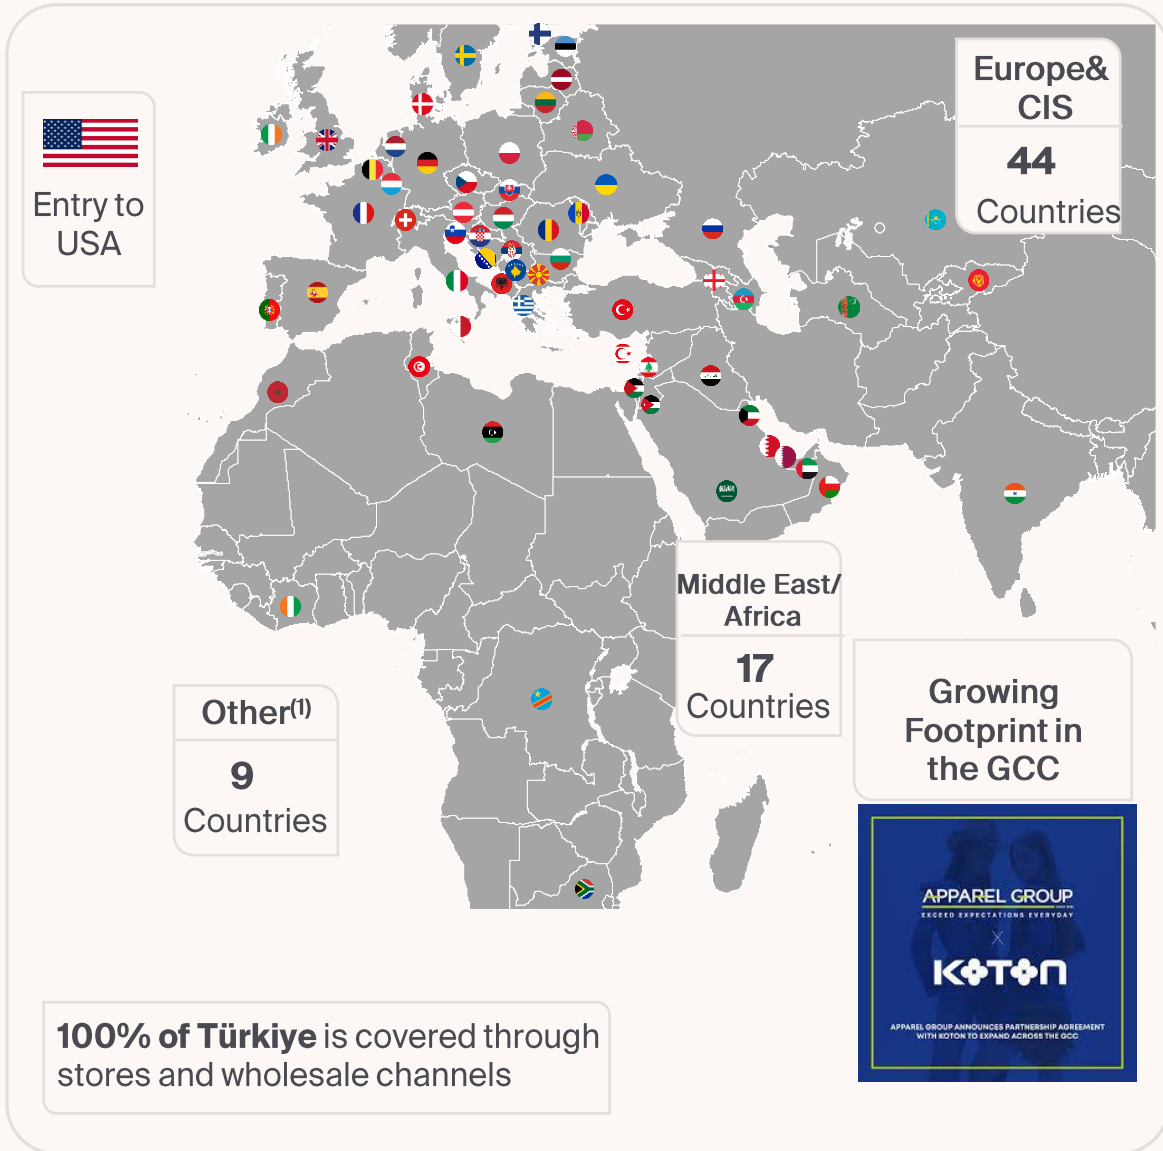 Entry to
USA
Europe&
CIS
44
Countries
Middle East/
Africa
17
Countries
Other(1)
9
Countries
Growing
Footprint in
the GCC
APPAREL GROUP
EXCEED EXPECTATIONS EVERYDAY
X
KOTON
APPAREL GROUP ANNOUNCES PARTNERSHIP AGREEMENT
WITH KOTON TO EXPAND ACROSS THE GCC
100% of Türkiye is covered through
stores and wholesale channels